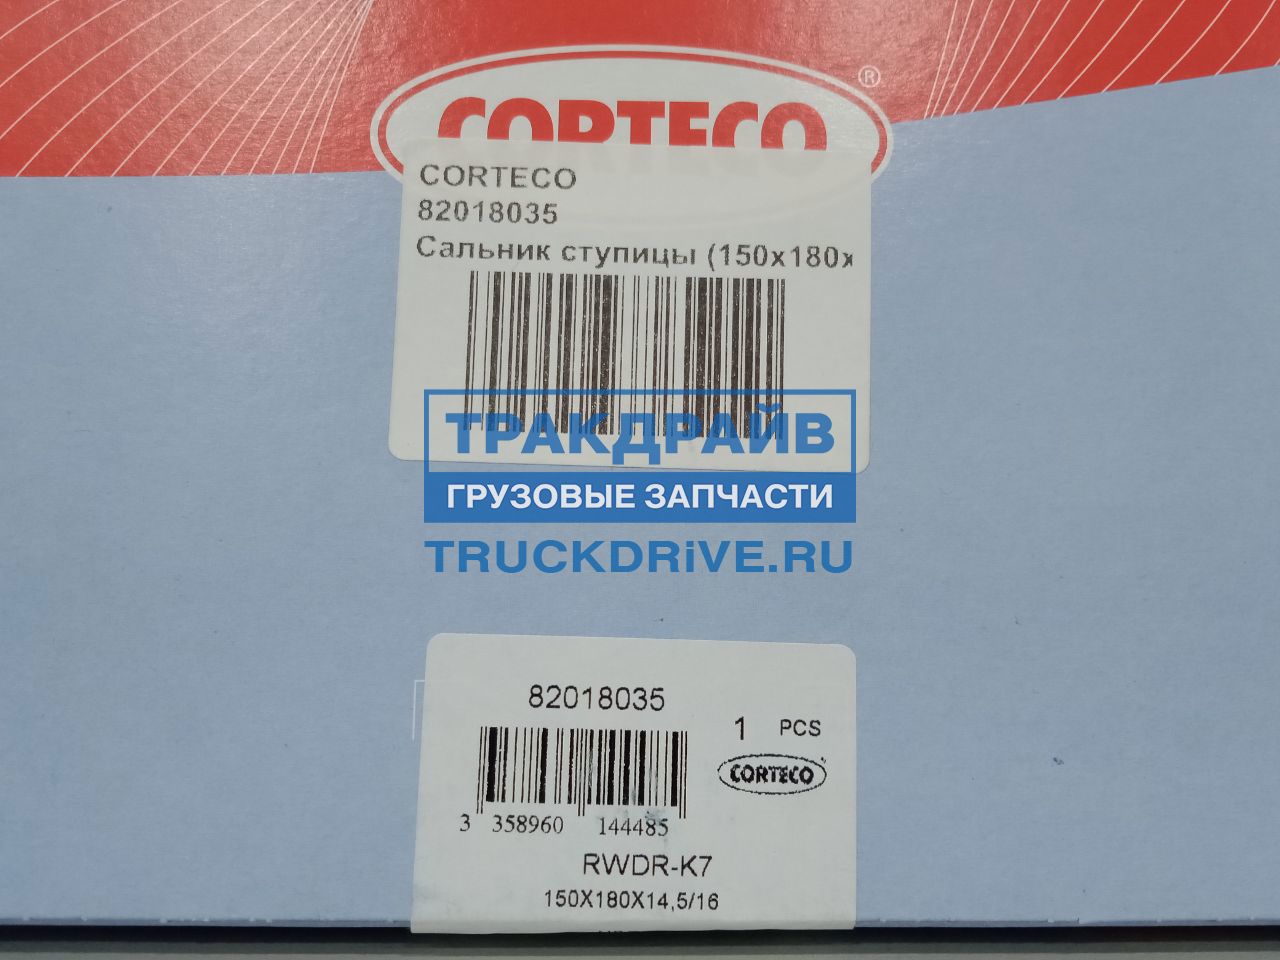 CORTECO
®
CORTECO
82018035
Сальник ступицы (150x180x
ТРАКДРАЙВ
ГРУЗОВЫЕ ЗАПЧАСТИ
TRUCKDRiVE.RU
82018035
1 PCS
CORTECO
3 358960 144485
RWDR-K7
150X180X14,5/16